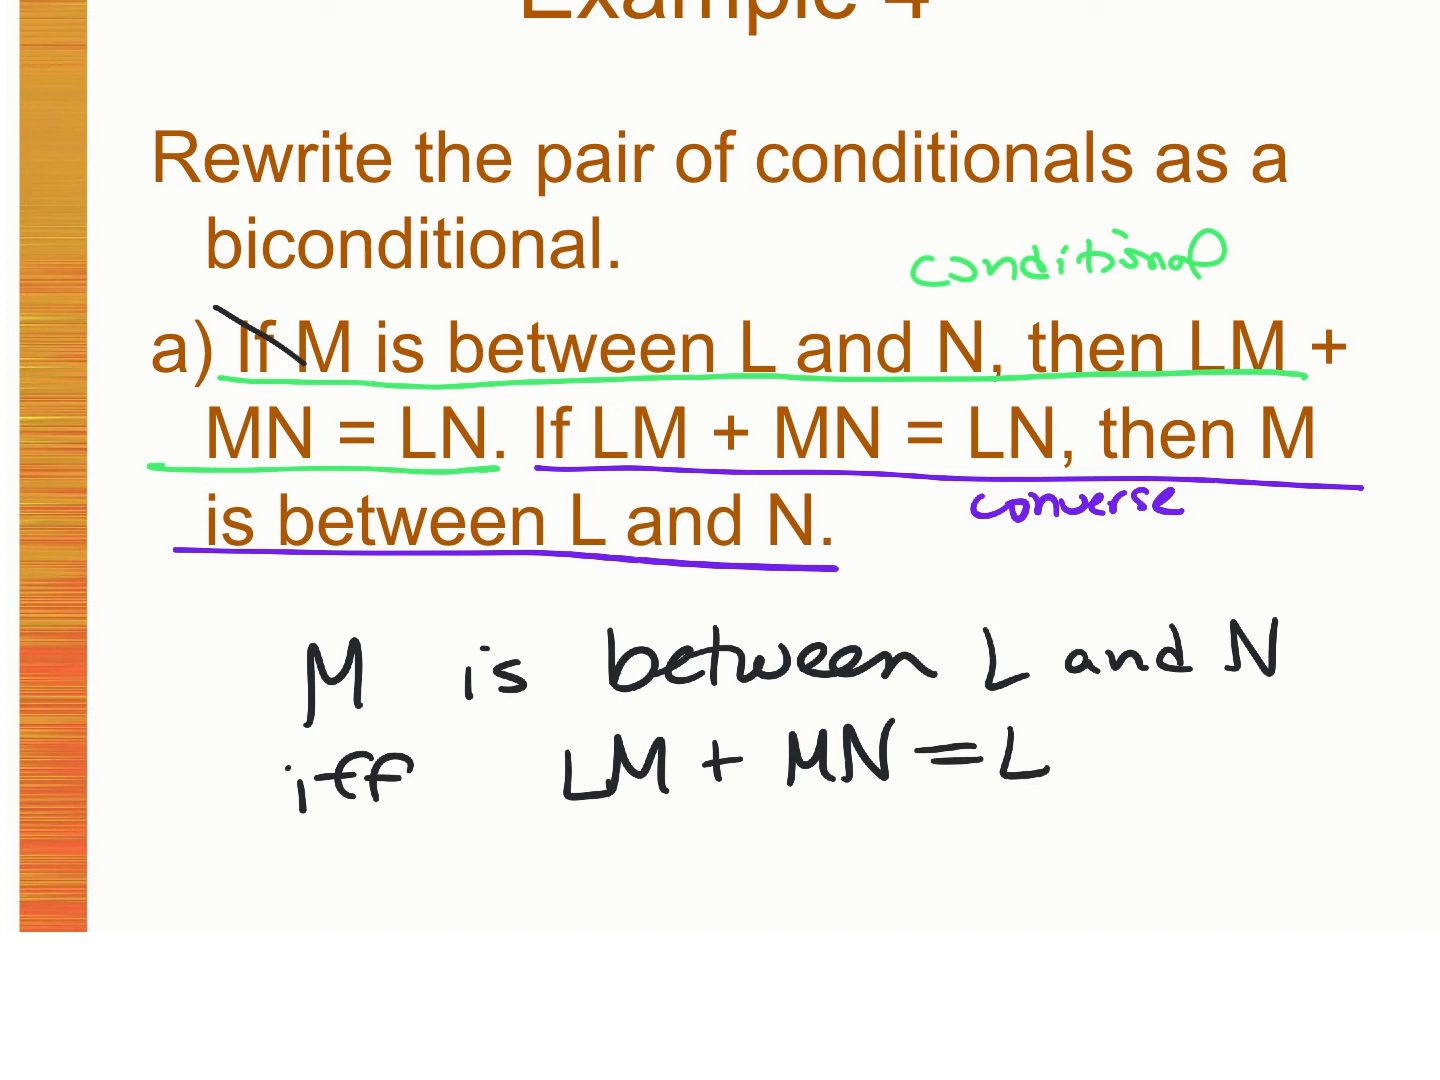 Example 4
Rewrite the pair of conditionals as a
biconditional.
conditional
a) If M is between L and N, then LM +
MN = LN. If LM + MN = LN, then M
converse
is between L and N.
M is between L and N
iff LM + MN = L